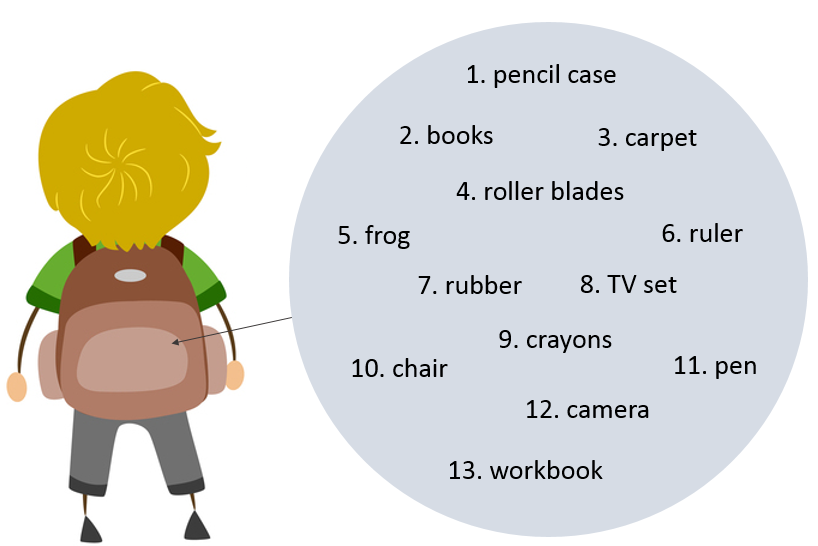 1. pencil case
2. books
3. carpet
4. roller blades
5. frog
6. ruler
7. rubber
8. TV set
9. crayons
10. chair
11. pen
12. camera
13. workbook